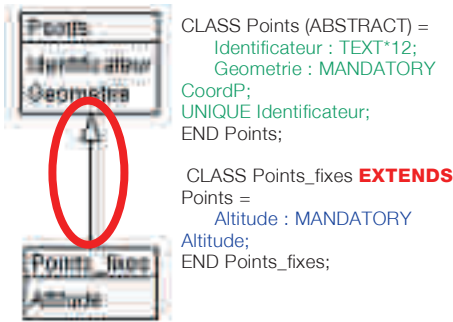 Points
Identificateur
Geometrie
Points_fixes
Altitude
CLASS Points (ABSTRACT) =
Identificateur : TEXT*12;
Geometrie : MANDATORY
CoordP;
UNIQUE Identificateur;
END Points;
CLASS Points_fixes EXTENDS
Points =
Altitude : MANDATORY
Altitude;
END Points_fixes;